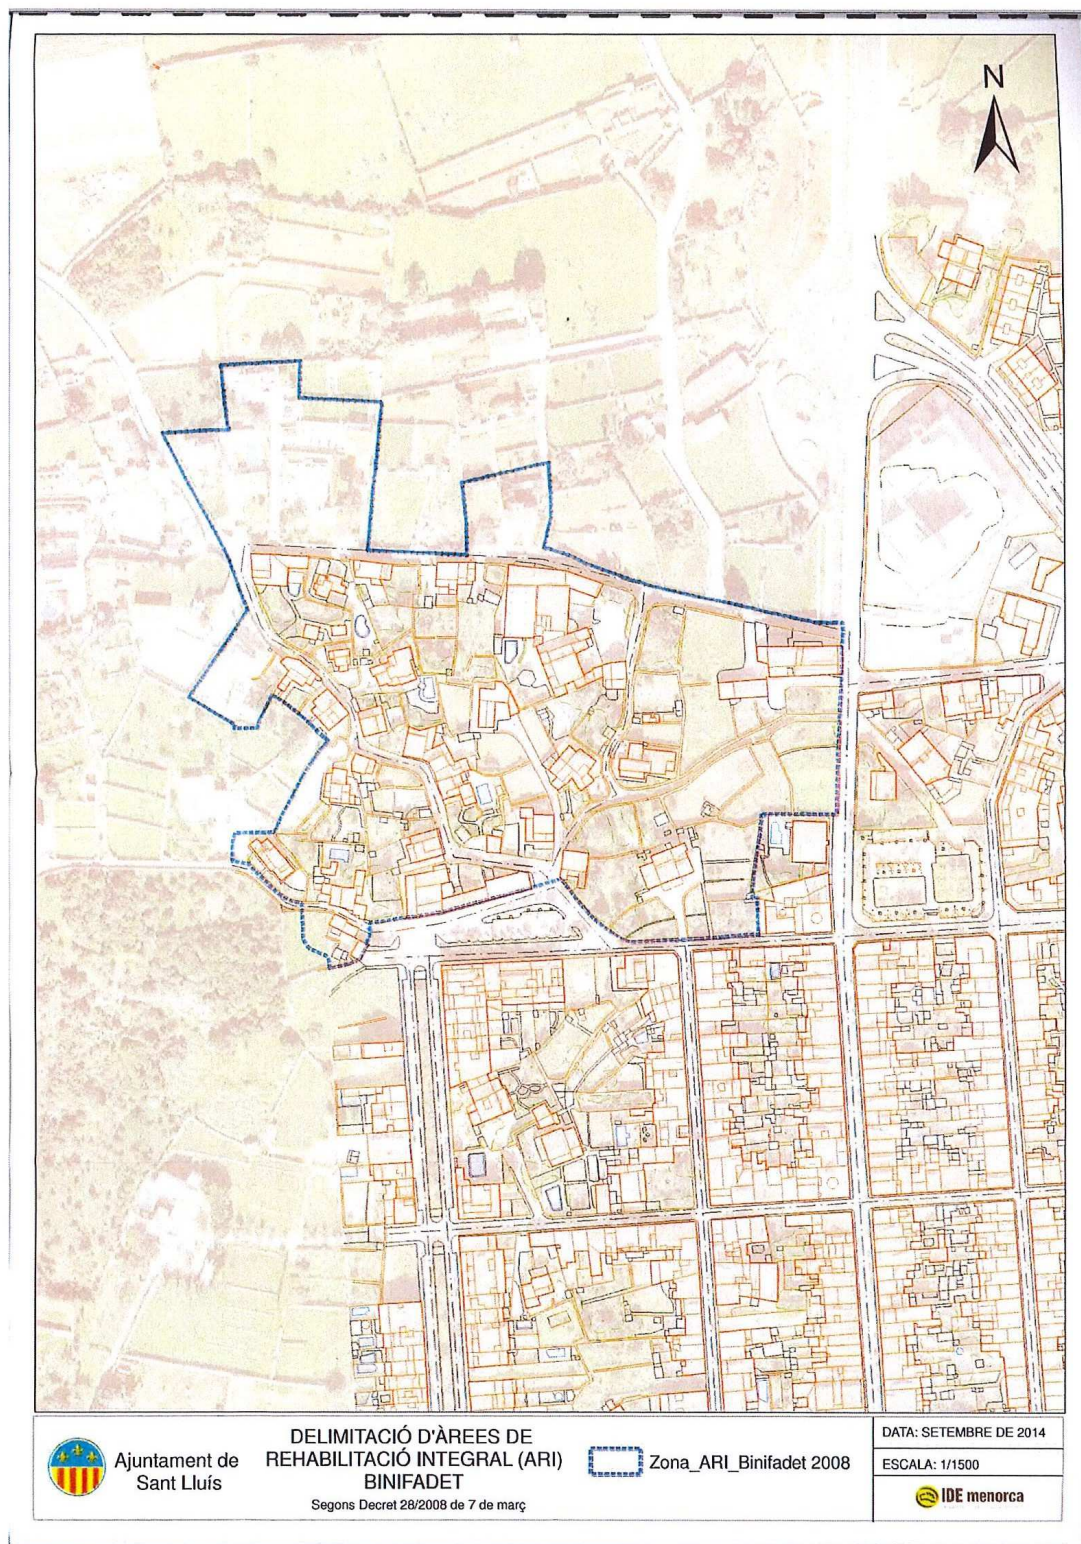 N
Ajuntament de
Sant Lluís
DELIMITACIÓ D'ÀREES DE
REHABILITACIÓ INTEGRAL (ARI)
BINIFADET
Segons Decret 28/2008 de 7 de març
Zona_ARI_Binifadet 2008
DATA: SETEMBRE DE 2014
ESCALA: 1/1500
IDE menorca